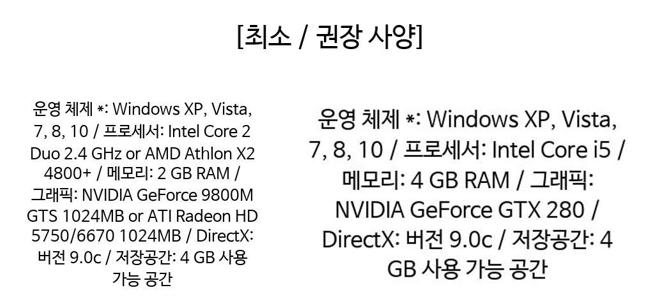 [최소 / 권장 사양]
운영 체제 *: Windows XP, Vista,
7, 8, 10 / 프로세서: Intel Core 2
Duo 2.4 GHz or AMD Athlon X2
4800+ / 메모리: 2 GB RAM /
그래픽: NVIDIA GeForce 9800M
GTS 1024MB or ATI Radeon HD
5750/6670 1024MB / DirectX:
버전 9.0c / 저장공간: 4 GB 사용
가능 공간
운영 체제 *: Windows XP, Vista,
7, 8, 10 / 프로세서: Intel Core i5 /
메모리: 4 GB RAM / 그래픽:
NVIDIA GeForce GTX 280 /
DirectX: 버전 9.0c / 저장공간: 4
GB 사용 가능 공간